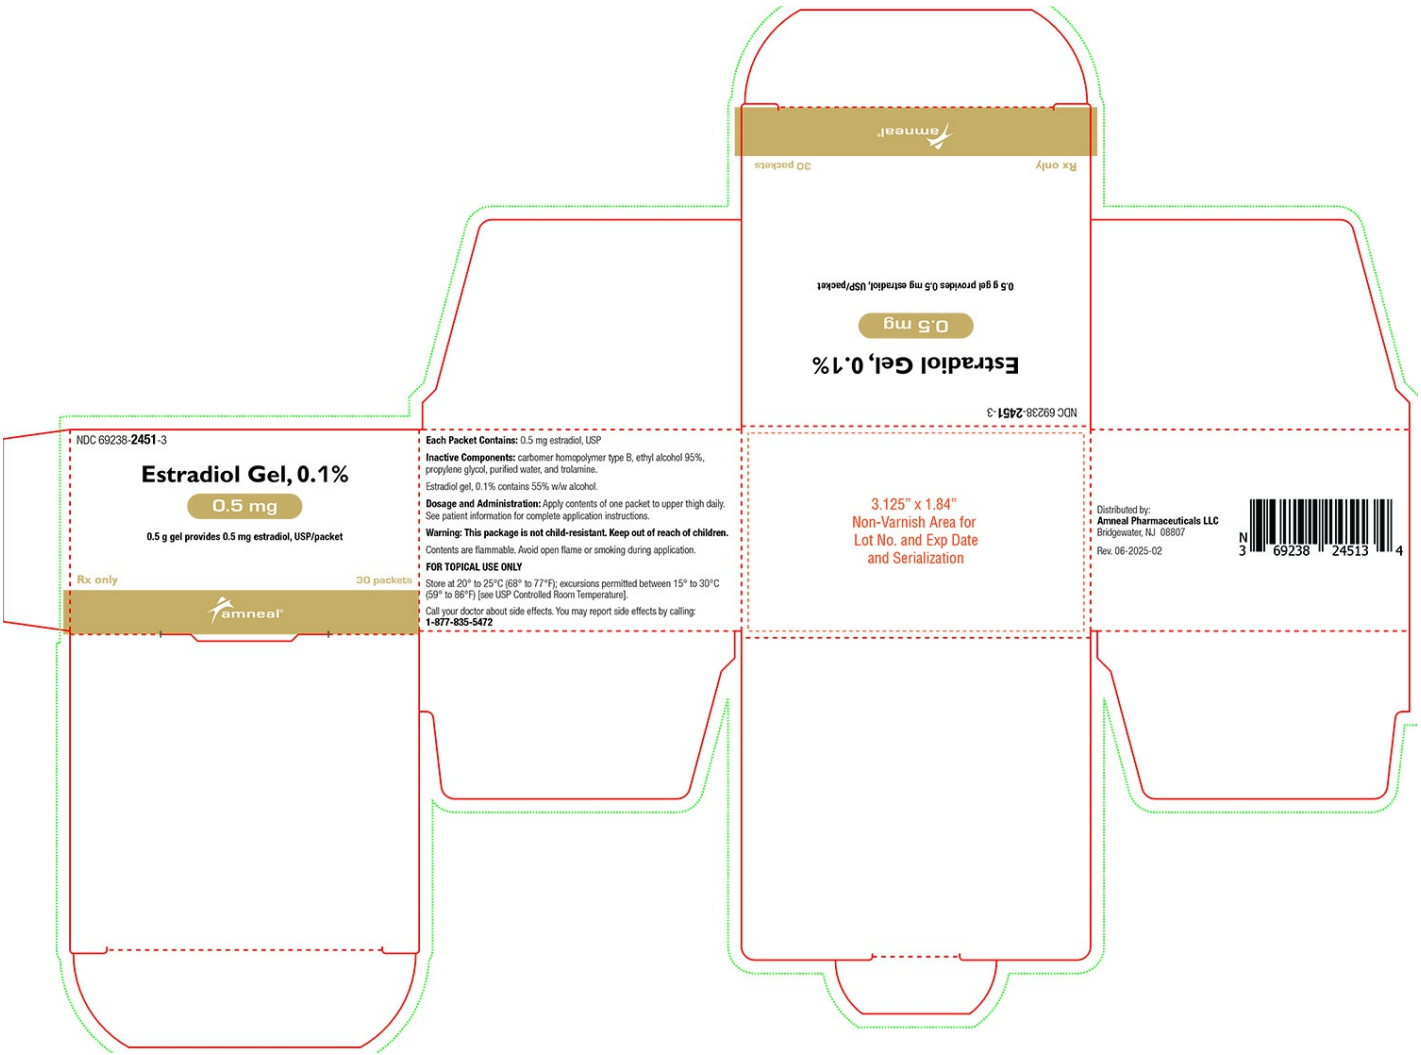 amneal®
Rx only
30 packets
0.5 g gel provides 0.5 mg estradiol, USP/packet
0.5 mg
Estradiol Gel, 0.1%
NDC 69238-2451-3
NDC 69238-2451-3
Estradiol Gel, 0.1%
0.5 mg
0.5 g gel provides 0.5 mg estradiol, USP/packet
Rx only
30 packets
amneal®
Each Packet Contains: 0.5 mg estradiol, USP
Inactive Components: carbomer homopolymer type B, ethyl alcohol 95%,
propylene glycol, purified water, and trolamine.
Estradiol gel, 0.1% contains 55% w/w alcohol.
Dosage and Administration: Apply contents of one packet to upper thigh daily.
See patient information for complete application instructions.
Warning: This package is not child-resistant. Keep out of reach of children.
Contents are flammable. Avoid open flame or smoking during application.
FOR TOPICAL USE ONLY
Store at 20° to 25°C (68° to 77°F); excursions permitted between 15° to 30°C
(59° to 86°F) [see USP Controlled Room Temperature].
Call your doctor about side effects. You may report side effects by calling:
1-877-835-5472
3.125" x 1.84"
Non-Varnish Area for
Lot No. and Exp Date
and Serialization
Distributed by:
Amneal Pharmaceuticals LLC
Bridgewater, NJ 08807
Rev. 06-2025-02
N
3 69238 24513 4